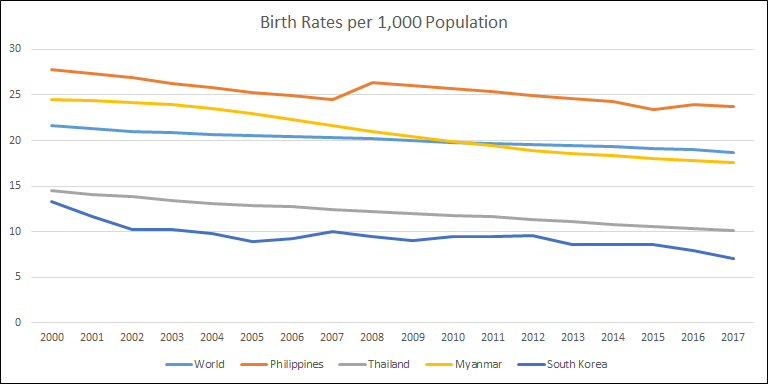 Birth Rates per 1,000 Population
30
25
20
15
10
5
0
2000 2001 2002 2003 2004 2005 2006 2007 2008 2009 2010 2011 2012 2013 2014 2015 2016 2017
World Philippines Thailand Myanmar South Korea